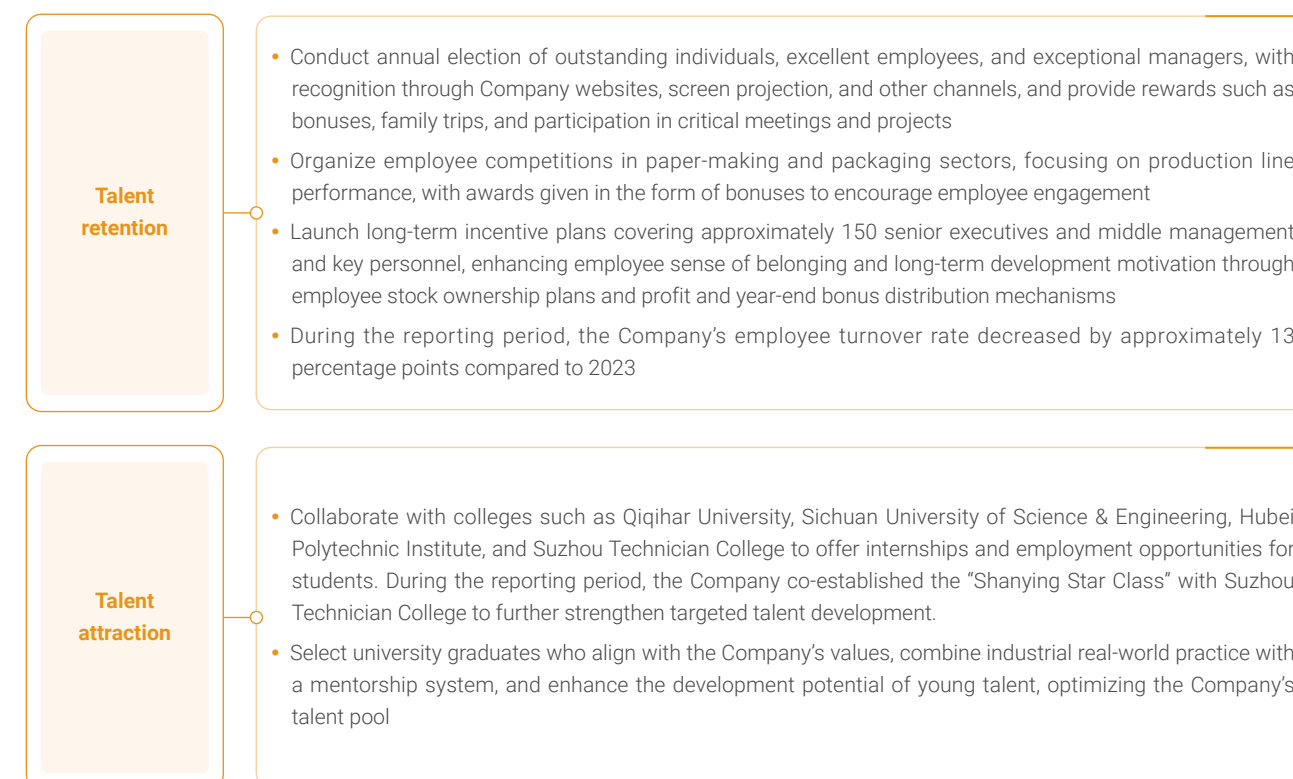 Talent
retention
• Conduct annual election of outstanding individuals, excellent employees, and exceptional managers, with
recognition through Company websites, screen projection, and other channels, and provide rewards such as
bonuses, family trips, and participation in critical meetings and projects
• Organize employee competitions in paper-making and packaging sectors, focusing on production line
performance, with awards given in the form of bonuses to encourage employee engagement
• Launch long-term incentive plans covering approximately 150 senior executives and middle management
and key personnel, enhancing employee sense of belonging and long-term development motivation through
employee stock ownership plans and profit and year-end bonus distribution mechanisms
• During the reporting period, the Company’s employee turnover rate decreased by approximately 13
percentage points compared to 2023
Talent
attraction
• Collaborate with colleges such as Qiqihar University, Sichuan University of Science & Engineering, Hubei
Polytechnic Institute, and Suzhou Technician College to offer internships and employment opportunities for
students. During the reporting period, the Company co-established the “Shanying Star Class” with Suzhou
Technician College to further strengthen targeted talent development.
• Select university graduates who align with the Company’s values, combine industrial real-world practice with
a mentorship system, and enhance the development potential of young talent, optimizing the Company’s
talent pool